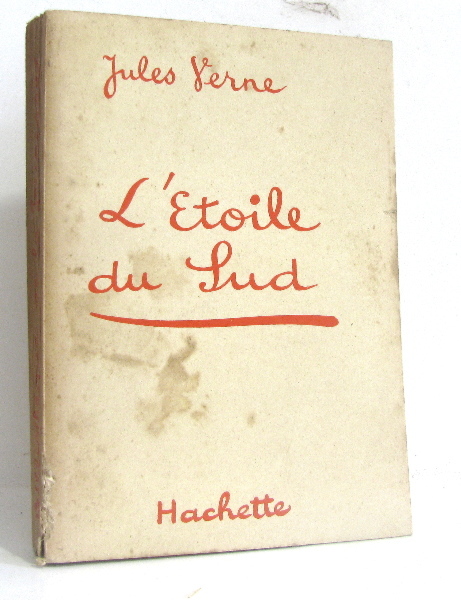 Jules Verne
L'Etoile
du Sud
Hachette